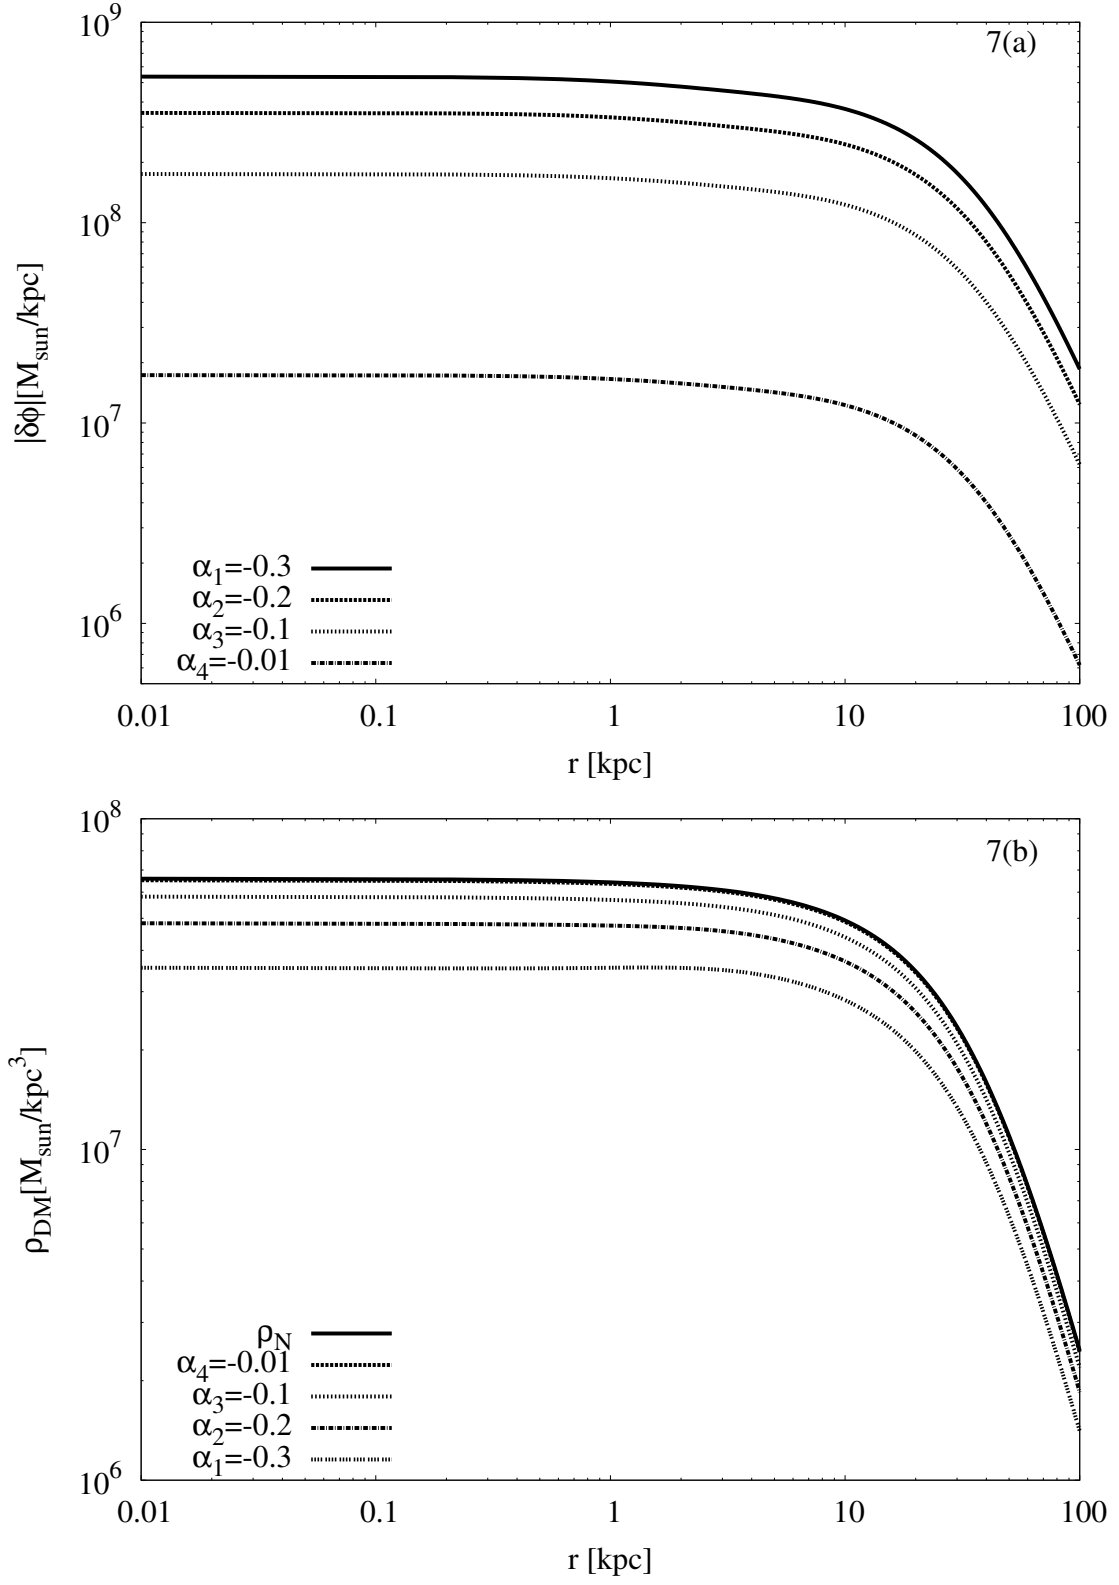 7(a)
10^9
10^8
10^7
10^6
|δϕ|[M_sun/kpc]
α_1=-0.3
α_2=-0.2
α_3=-0.1
α_4=-0.01
0.01 0.1 1 10 100
r [kpc]
7(b)
10^8
10^7
10^6
ρ_DM[M_sun/kpc^3]
ρ_N
α_4=-0.01
α_3=-0.1
α_2=-0.2
α_1=-0.3
0.01 0.1 1 10 100
r [kpc]